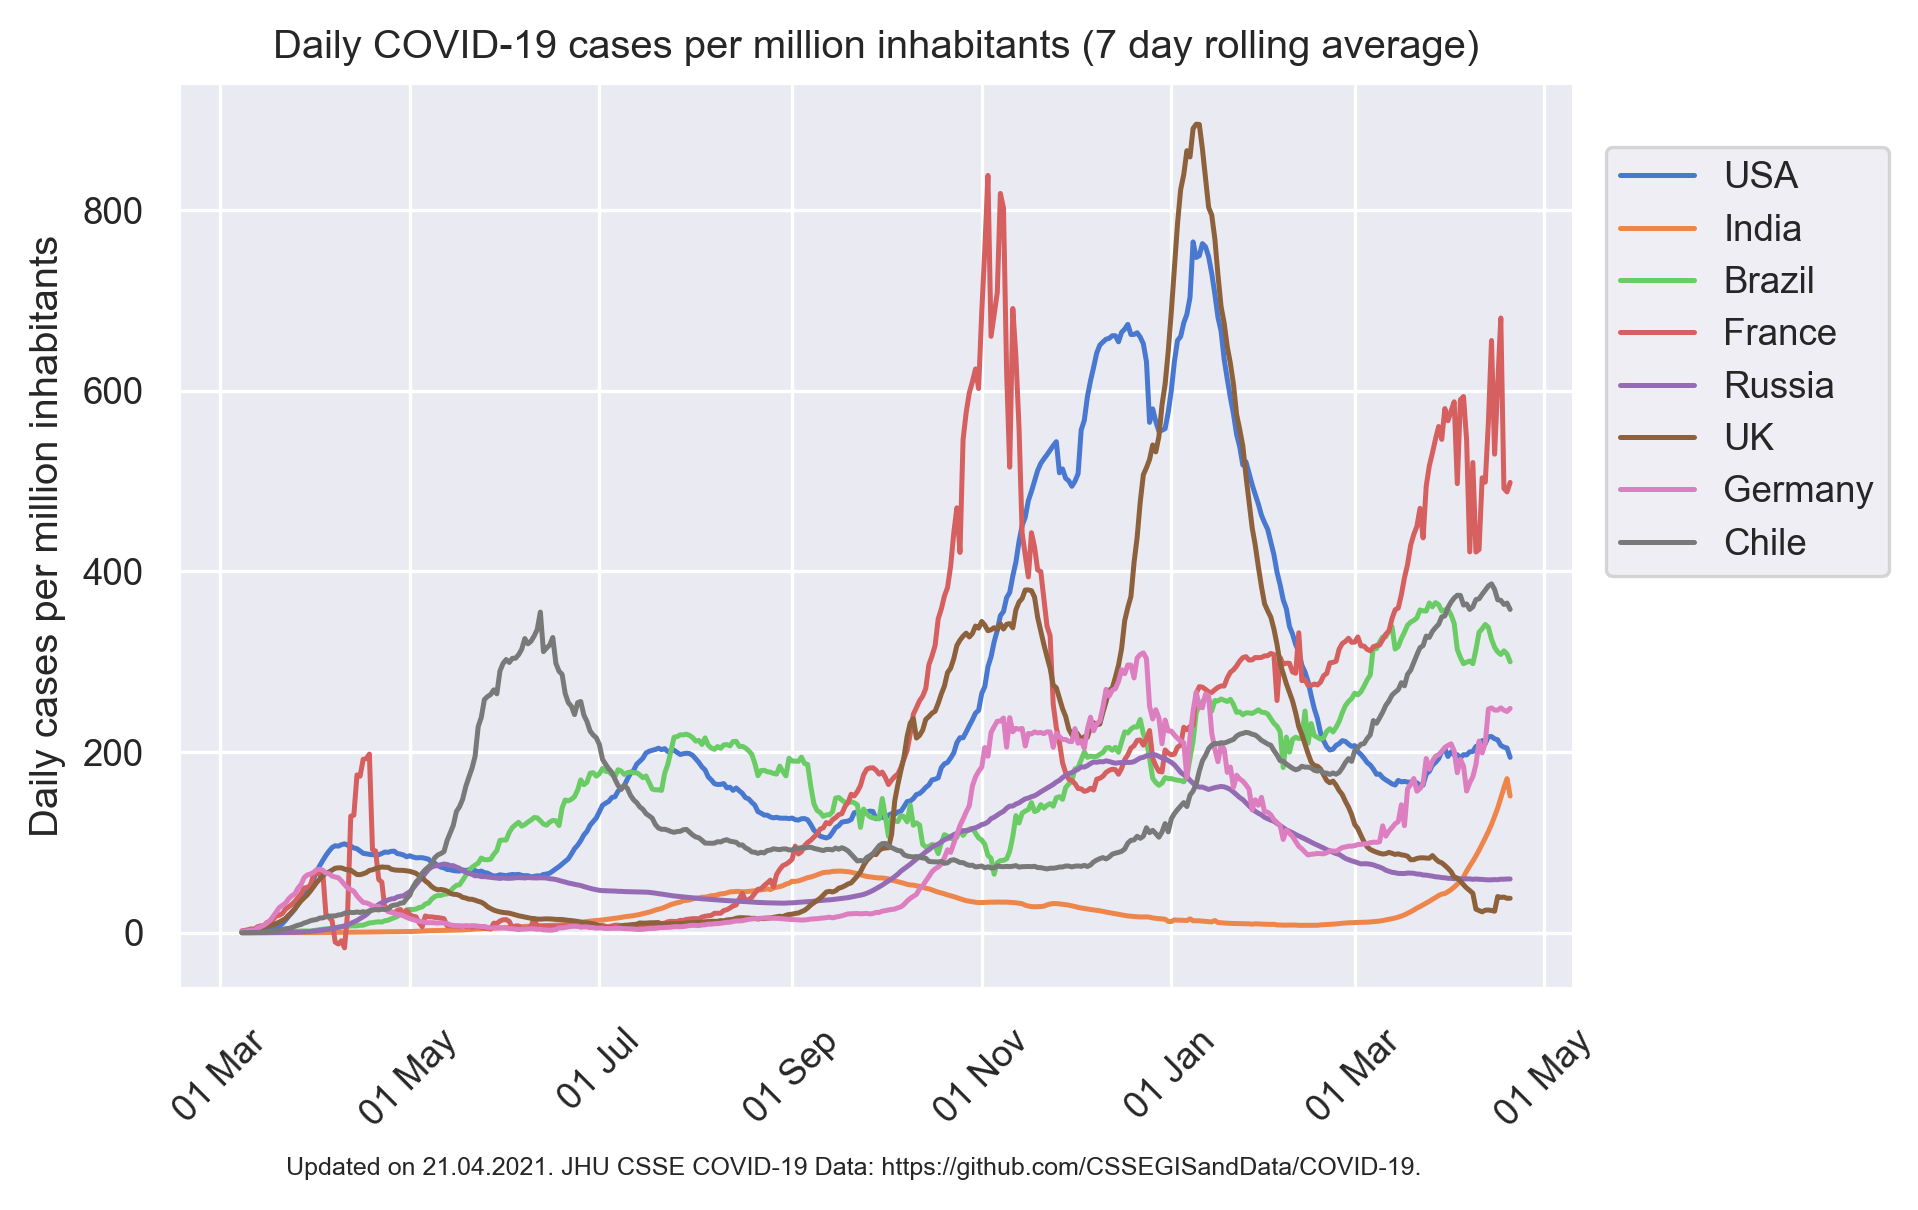 Daily COVID-19 cases per million inhabitants (7 day rolling average)
Daily cases per million inhabitants
800
600
400
200
0
01 Mar
01 May
01 Jul
01 Sep
01 Nov
01 Jan
01 Mar
01 May
USA
India
Brazil
France
Russia
UK
Germany
Chile
Updated on 21.04.2021. JHU CSSE COVID-19 Data: https://github.com/CSSEGISandData/COVID-19.